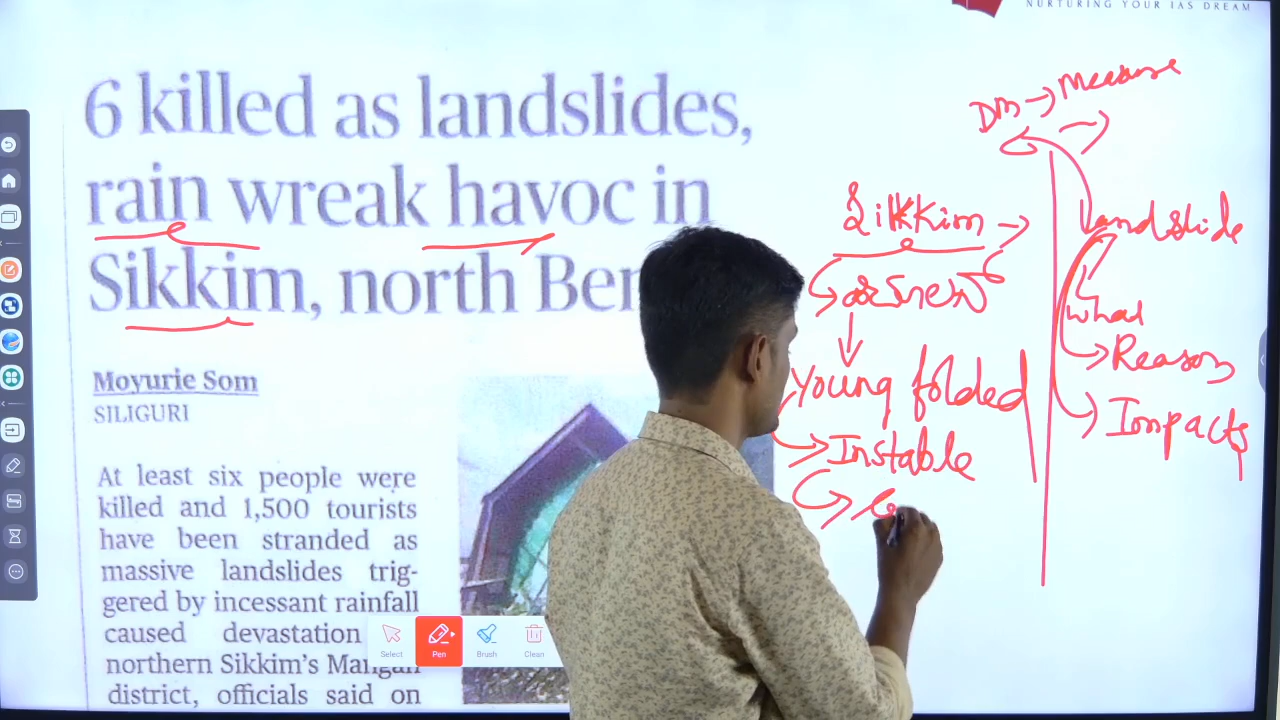 NURTURING YOUR IAS DREAM
6 killed as landslides,
rain wreak havoc in
Sikkim, north Ben
Moyurie Som
SILIGURI
At least six people were
killed and 1,500 tourists
have been stranded as
massive landslides trig-
gered by incessant rainfall
caused devastation
northern Sikkim's Mangan
district, officials said on
Select
Pen
Brush
Clean
DM → Measure
Sikkim →
Young folded
Instable
Landslide
what
Reason
Impacts